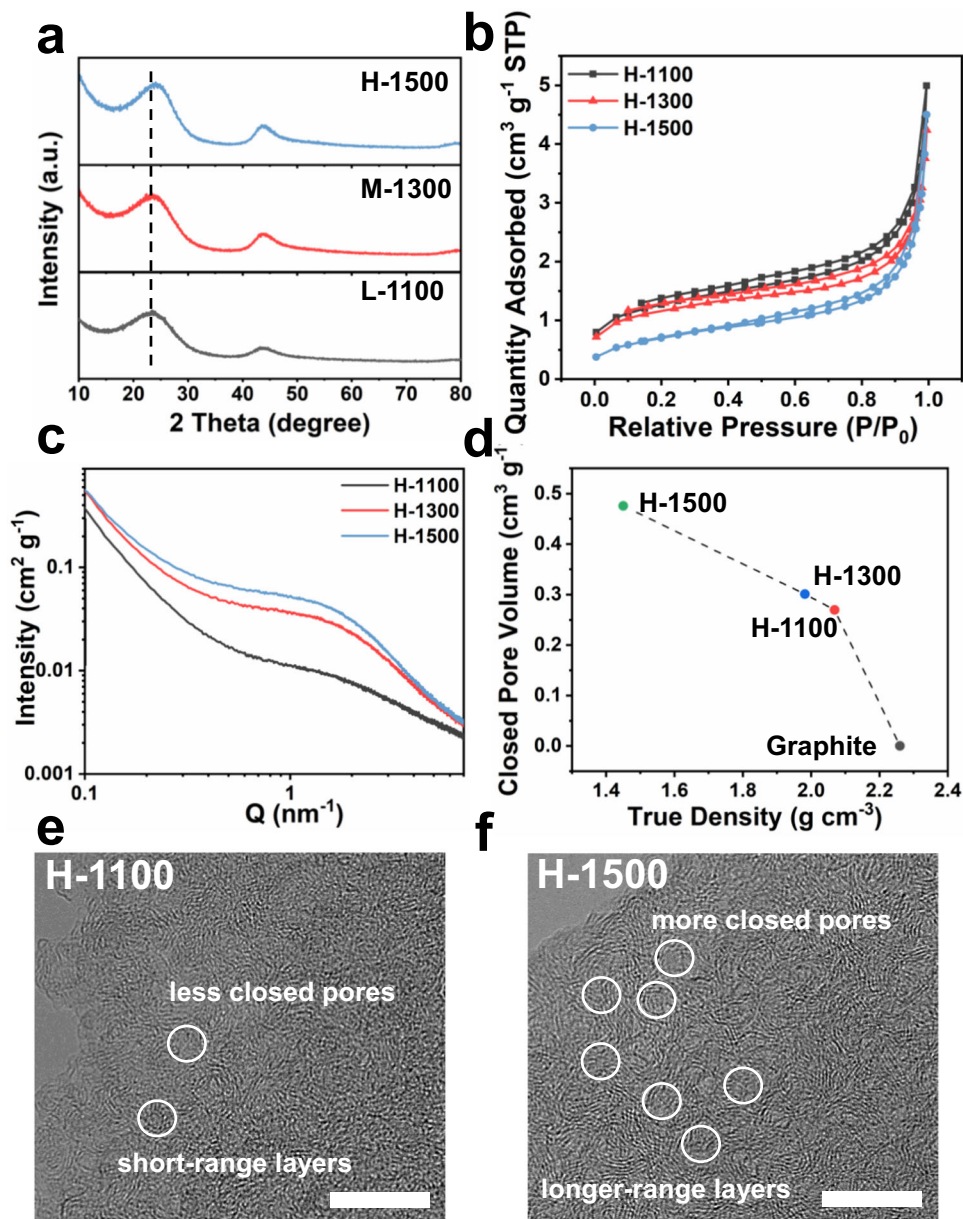 a
H-1500
M-1300
L-1100
Intensity (a.u.)
10 20 30 40 50 60 70 80
2 Theta (degree)
b
H-1100
H-1300
H-1500
Quantity Adsorbed (cm³ g⁻¹ STP)
5
4
3
2
1
0
0.0 0.2 0.4 0.6 0.8 1.0
Relative Pressure (P/P₀)
c
H-1100
H-1300
H-1500
Intensity (cm² g⁻¹)
0.1
0.01
0.001
0.1 1
Q (nm⁻¹)
d
H-1500
H-1300
H-1100
Graphite
Closed Pore Volume (cm³ g⁻¹)
0.5
0.4
0.3
0.2
0.1
0.0
1.4 1.6 1.8 2.0 2.2 2.4
True Density (g cm⁻³)
e
H-1100
less closed pores
short-range layers
f
H-1500
more closed pores
longer-range layers